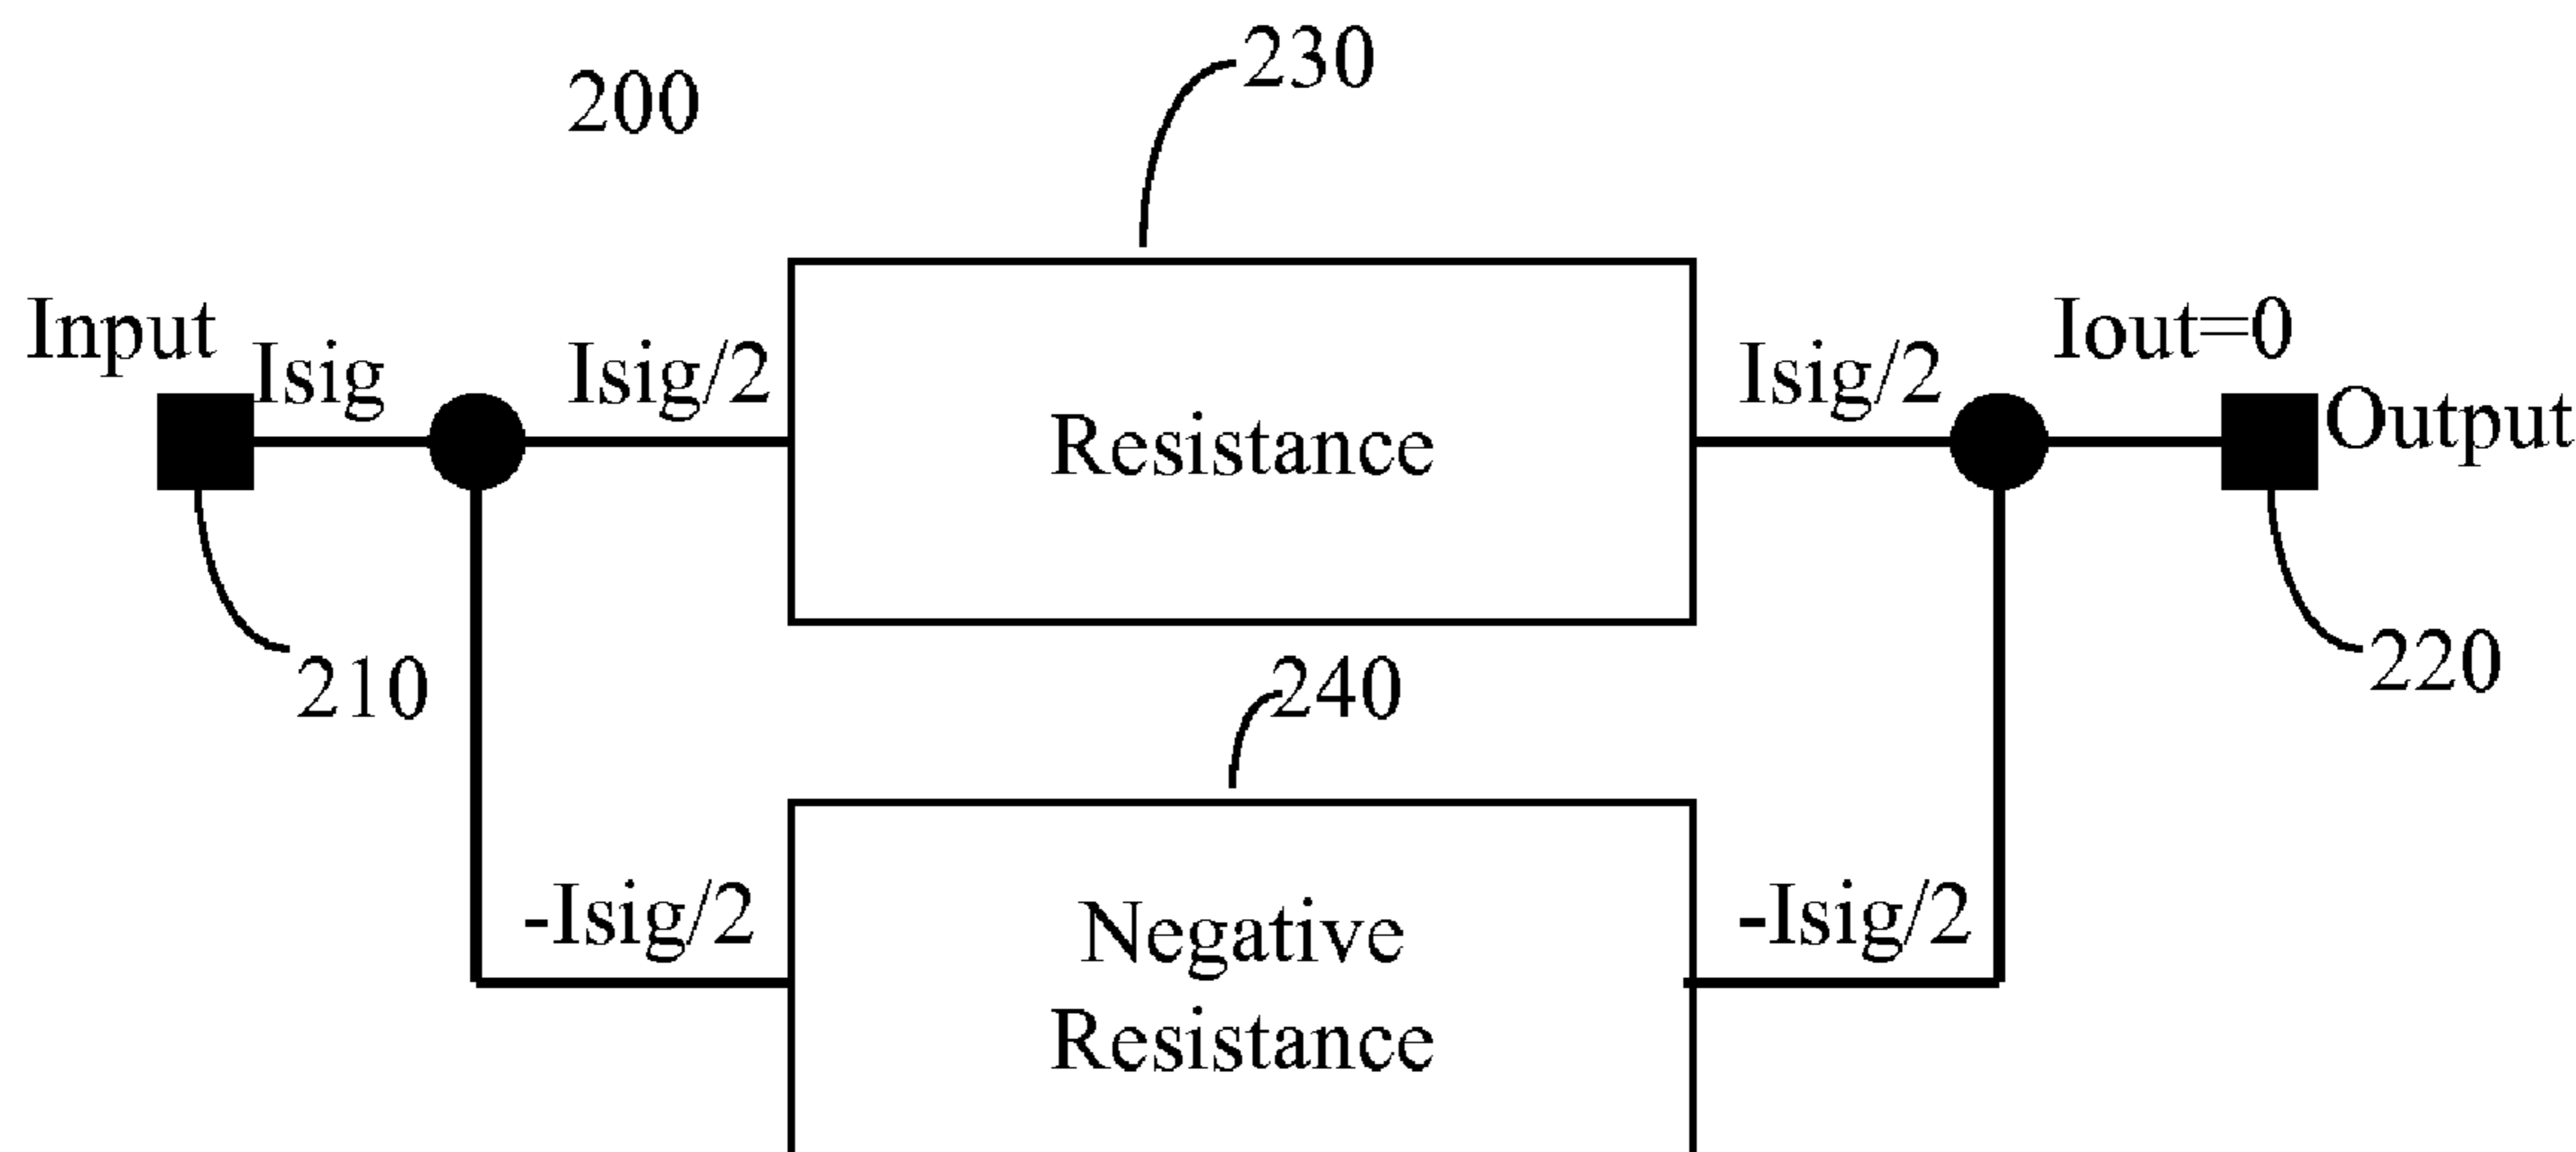 230
200
Input
Isig
Isig/2
Resistance
Isig/2
Iout=0
Output
210
240
220
-Isig/2
Negative
Resistance
-Isig/2